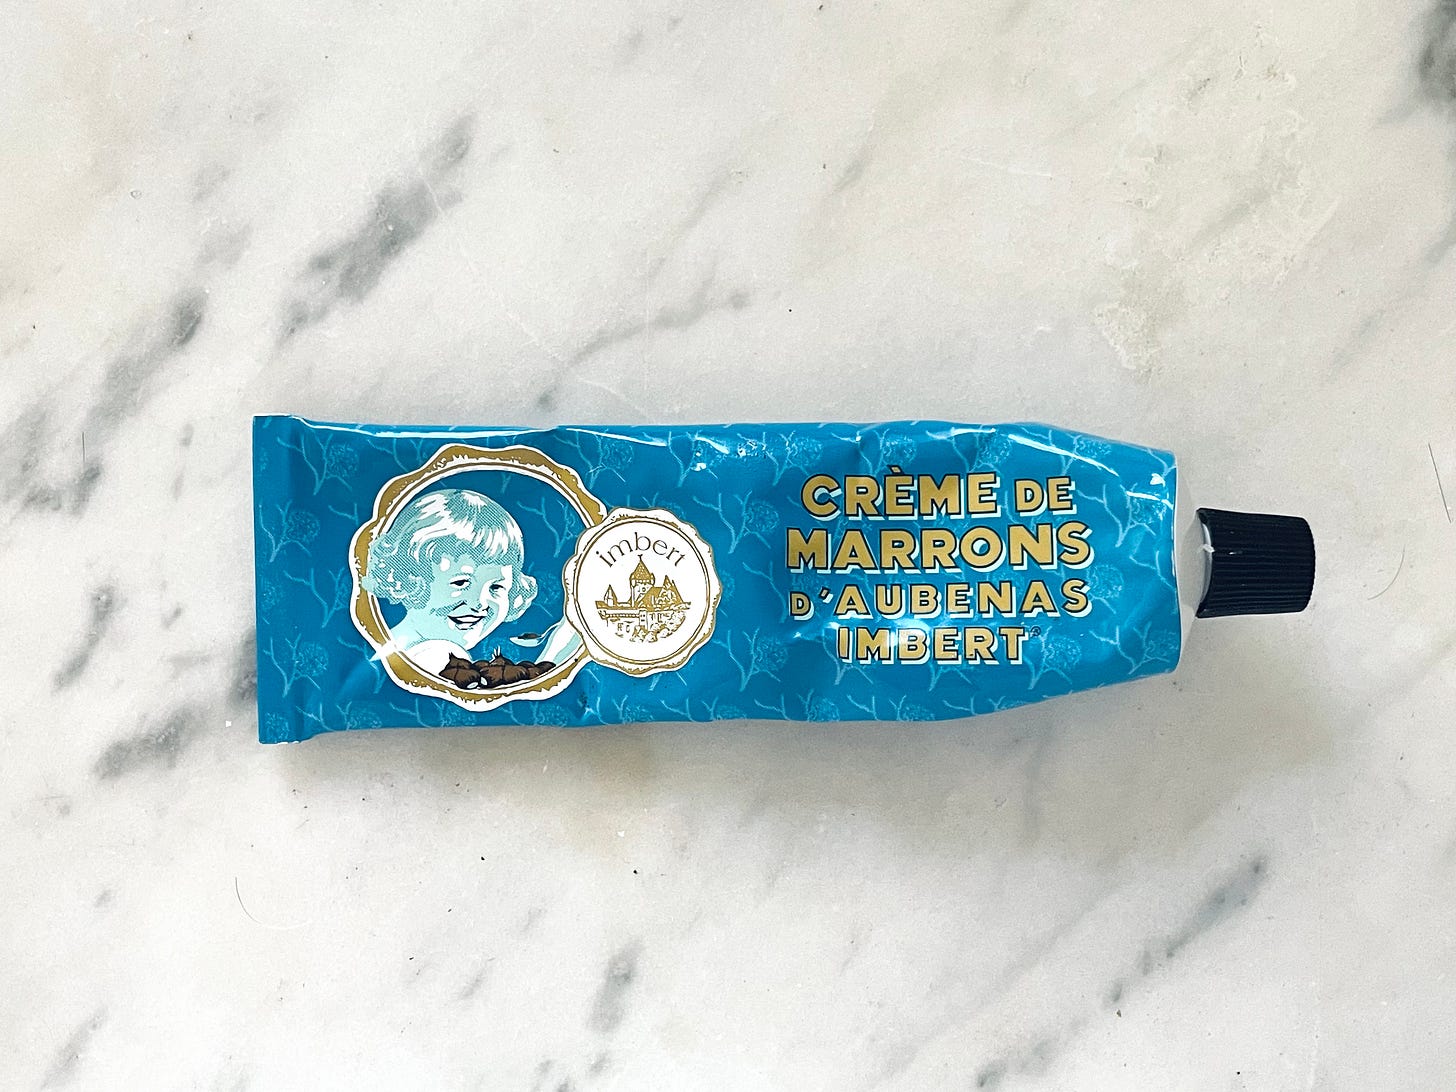 imbert
CRÈME DE
MARRONS
D'AUBENAS
IMBERT®